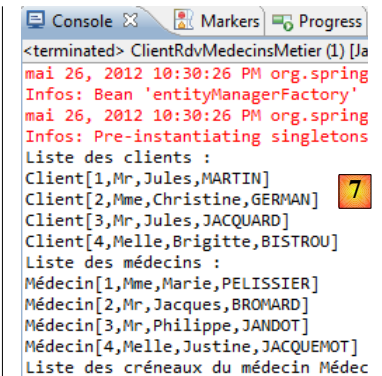 Console Markers Progress
<terminated> ClientRdvMedecinsMetier (1) [Ja
mai 26, 2012 10:30:26 PM org.spring
Infos: Bean 'entityManagerFactory'
mai 26, 2012 10:30:26 PM org.spring
Infos: Pre-instantiating singletons
Liste des clients :
Client[1,Mr,Jules,MARTIN]
Client[2,Mme,Christine,GERMAN]
7
Client[3,Mr,Jules,JACQUARD]
Client[4,Melle,Brigitte,BISTROU]
Liste des médecins :
Médecin[1,Mme,Marie,PELISSIER]
Médecin[2,Mr,Jacques,BROMARD]
Médecin[3,Mr,Philippe,JANDOT]
Médecin[4,Melle,Justine,JACQUEMOT]
Liste des créneaux du médecin Médec